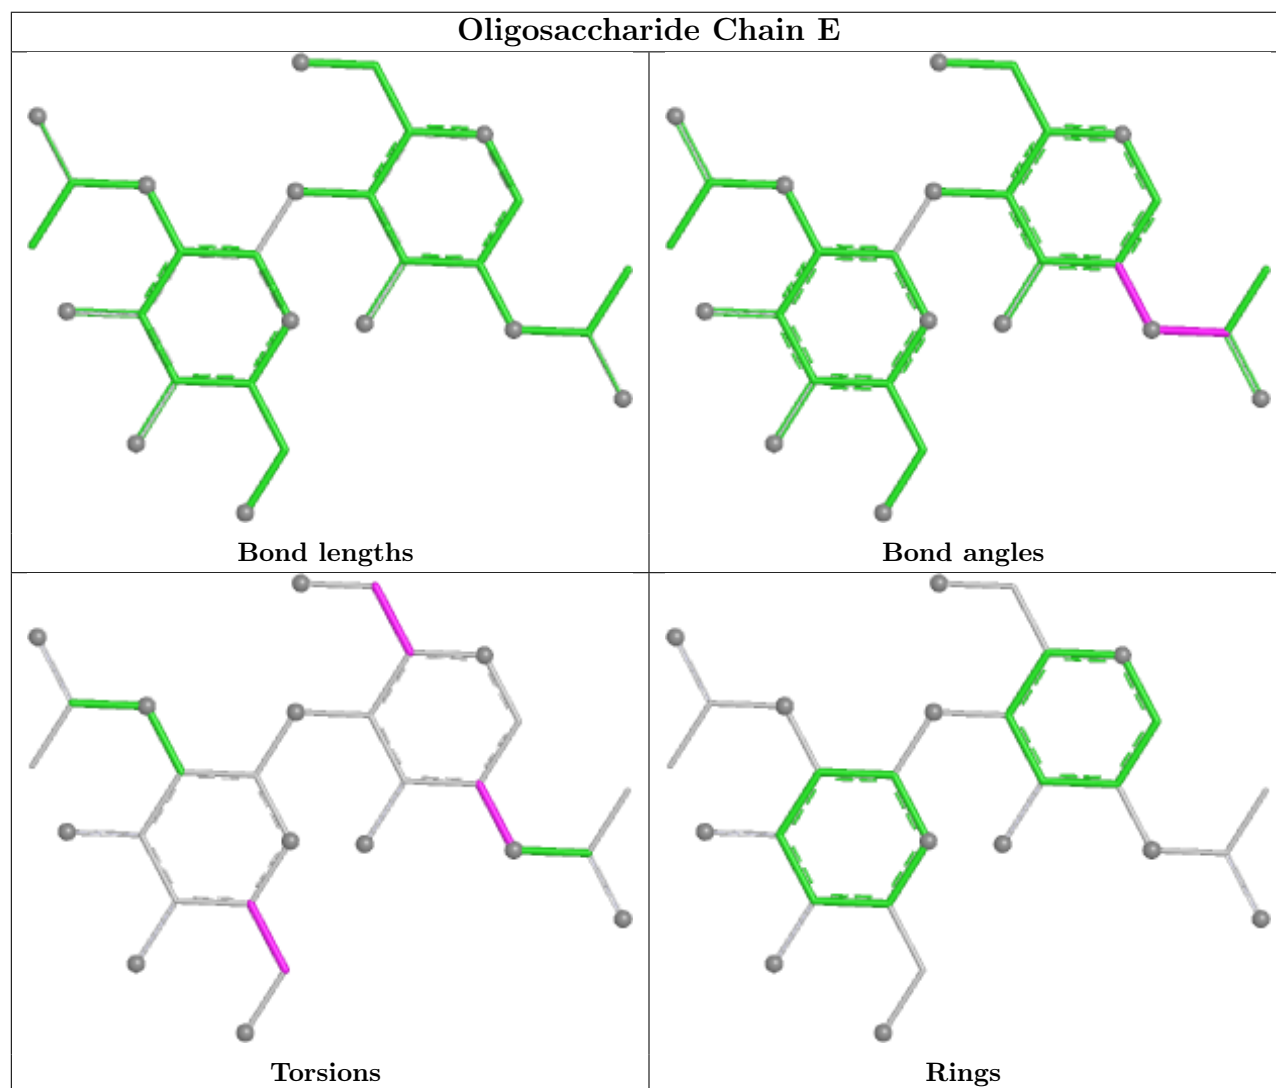 Oligosaccharide Chain E
Bond lengths
Bond angles
Torsions
Rings